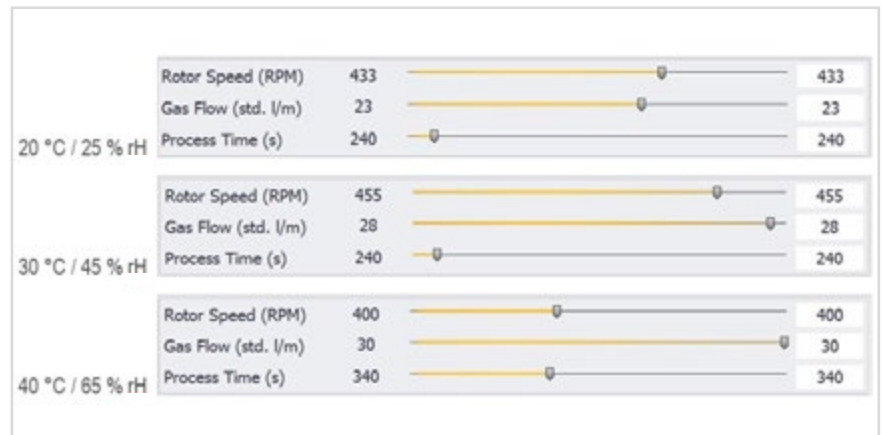 Rotor Speed (RPM) 433 433
Gas Flow (std. l/m) 23 23
Process Time (s) 240 240
20 °C / 25 % rH
Rotor Speed (RPM) 455 455
Gas Flow (std. l/m) 28 28
Process Time (s) 240 240
30 °C / 45 % rH
Rotor Speed (RPM) 400 400
Gas Flow (std. l/m) 30 30
Process Time (s) 340 340
40 °C / 65 % rH